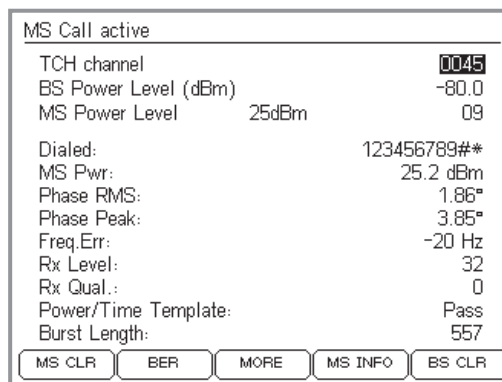 MS Call active
TCH channel 0045
BS Power Level (dBm) -80.0
MS Power Level 25dBm 09
Dialed: 123456789#*
MS Pwr: 25.2 dBm
Phase RMS: 1.86°
Phase Peak: 3.85°
Freq.Err: -20 Hz
Rx Level: 32
Rx Qual.: 0
Power/Time Template: Pass
Burst Length: 557
MS CLR BER MORE MS INFO BS CLR